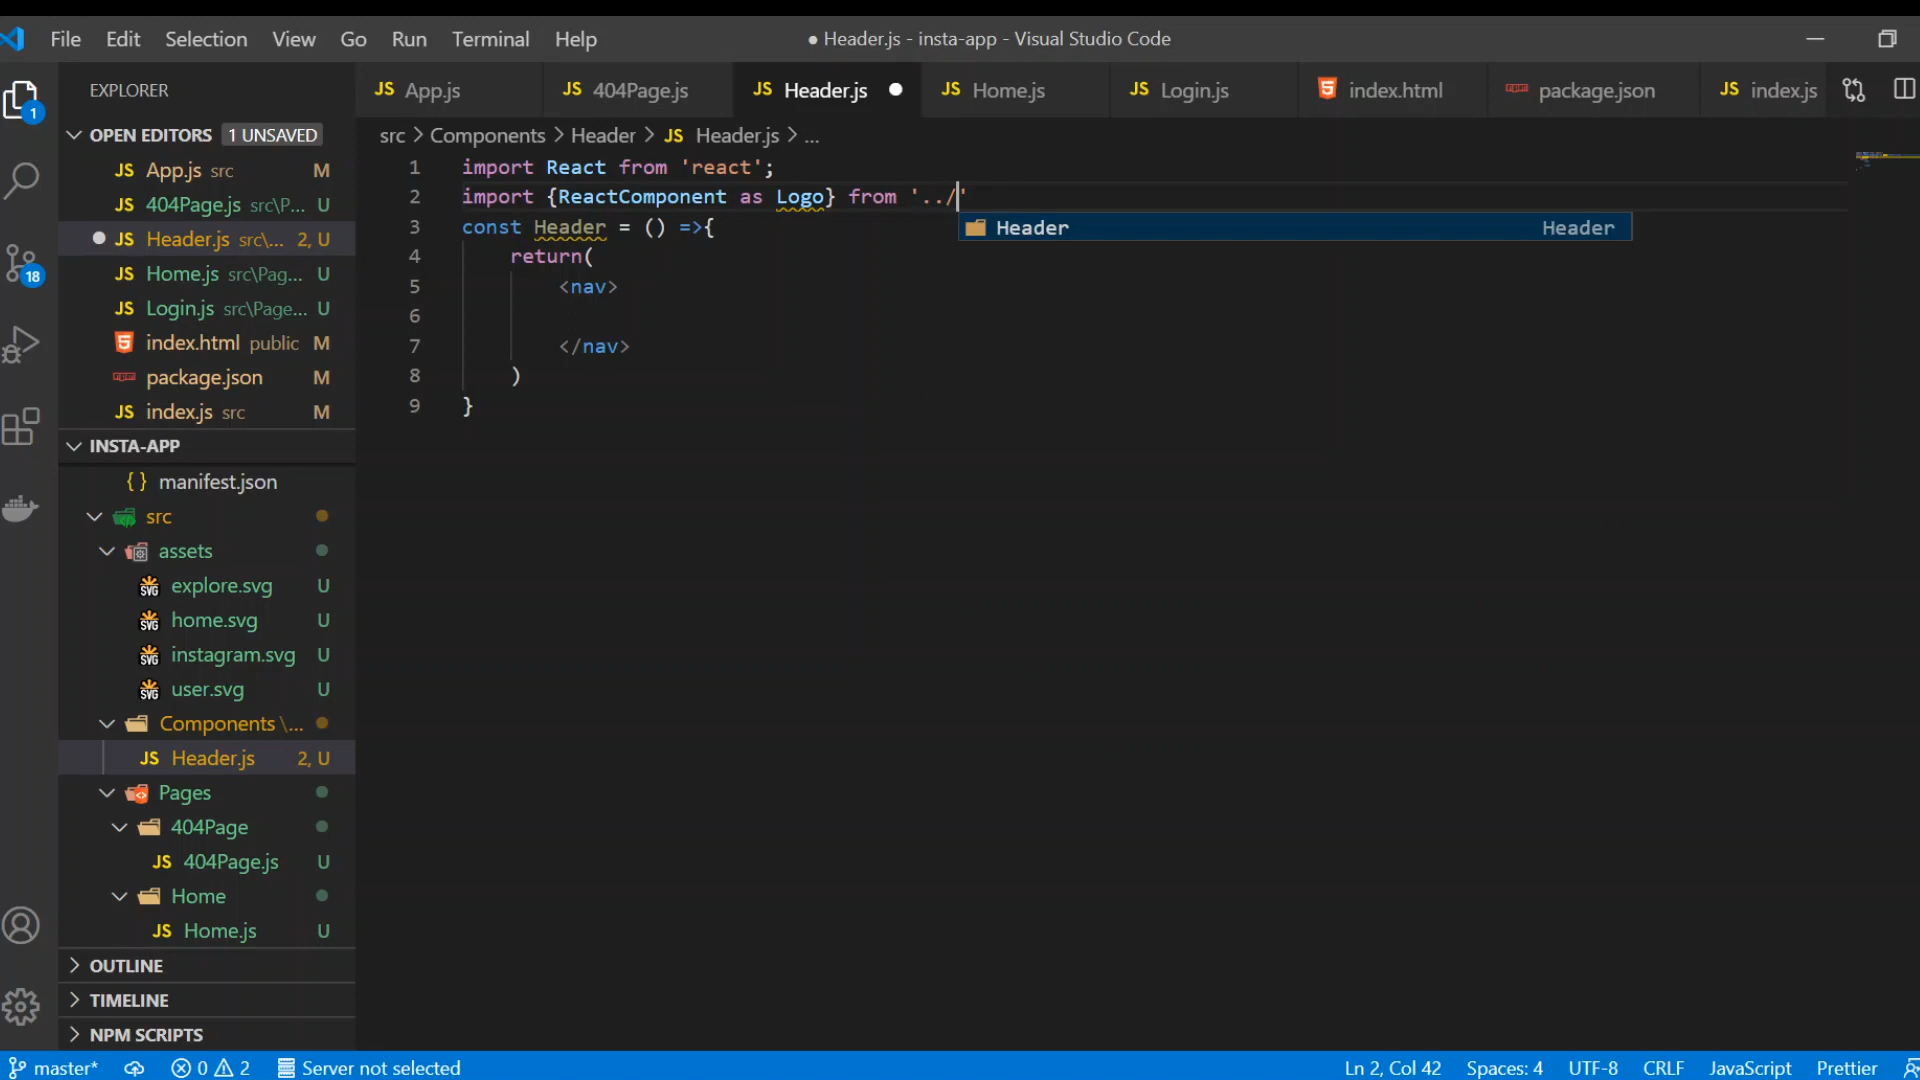 File Edit Selection View Go Run Terminal Help ● Header.js - insta-app - Visual Studio Code
EXPLORER
JS App.js JS 404Page.js JS Header.js JS Home.js JS Login.js index.html package.json JS index.js
OPEN EDITORS 1 UNSAVED
src > Components > Header > JS Header.js > ...
JS App.js src M
JS 404Page.js src\P... U
JS Header.js src\... 2, U
JS Home.js src\Pag... U
JS Login.js src\Page... U
index.html public M
package.json M
JS index.js src M
1 import React from 'react';
2 import {ReactComponent as Logo} from '../'
Header Header
3 const Header = () =>{
4 return(
5 <nav>
6
7 </nav>
8 )
9 }
1
18
INSTA-APP
{ } manifest.json
src
assets
SVG explore.svg U
SVG home.svg U
SVG instagram.svg U
SVG user.svg U
Components \...
JS Header.js 2, U
Pages
404Page
JS 404Page.js U
Home
JS Home.js U
OUTLINE
TIMELINE
NPM SCRIPTS
master* 0 2 Server not selected Ln 2, Col 42 Spaces: 4 UTF-8 CRLF JavaScript Prettier